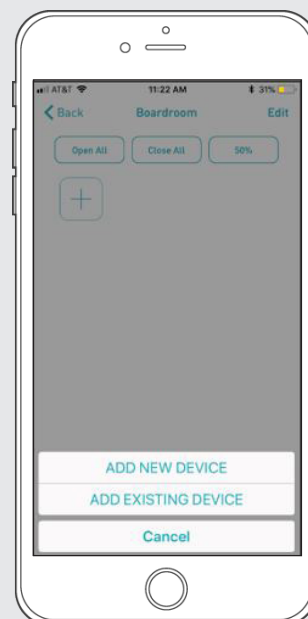 AT&T 11:22 AM 31%
Back Boardroom Edit
Open All Close All 50%
ADD NEW DEVICE
ADD EXISTING DEVICE
Cancel